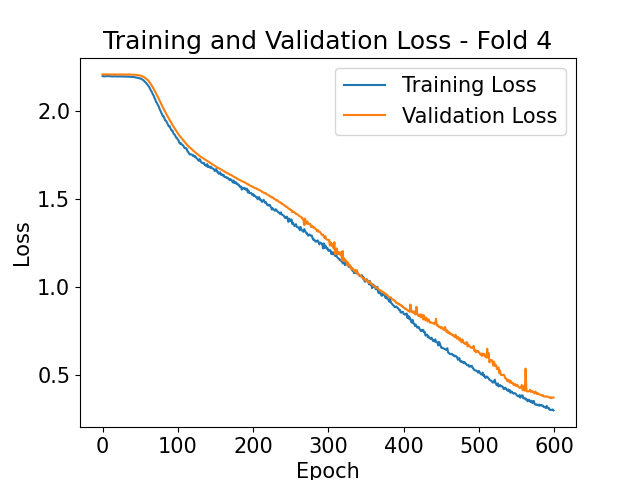 Training and Validation Loss - Fold 4
Training Loss
Validation Loss
Loss
2.0
1.5
1.0
0.5
0 100 200 300 400 500 600
Epoch